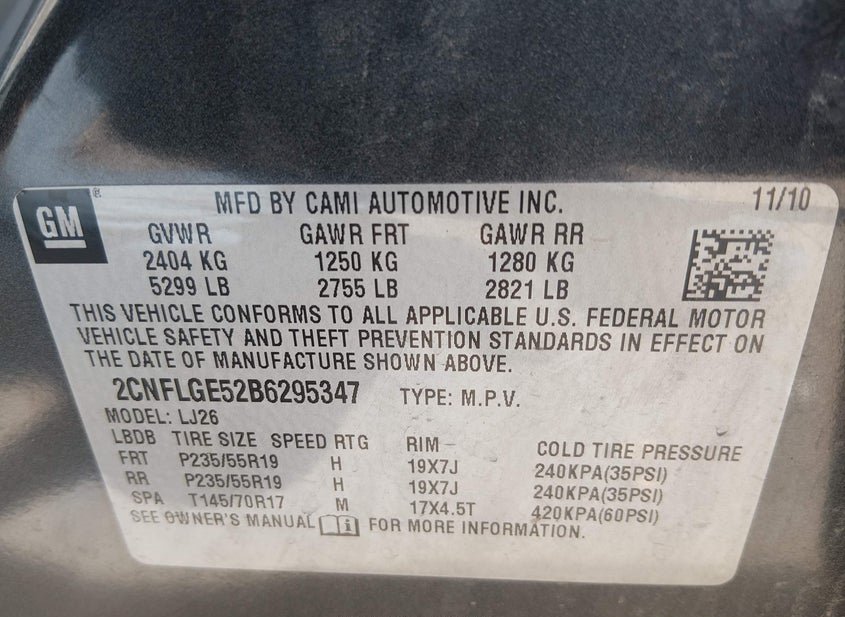 GM ® MFD BY CAMI AUTOMOTIVE INC. 11/10
GVWR GAWR FRT GAWR RR
2404 KG 1250 KG 1280 KG
5299 LB 2755 LB 2821 LB
THIS VEHICLE CONFORMS TO ALL APPLICABLE U.S. FEDERAL MOTOR
VEHICLE SAFETY AND THEFT PREVENTION STANDARDS IN EFFECT ON
THE DATE OF MANUFACTURE SHOWN ABOVE.
2CNFLGE52B6295347 TYPE: M.P.V.
MODEL: LJ26
LBDB TIRE SIZE SPEED RTG RIM COLD TIRE PRESSURE
FRT P235/55R19 H 19X7J 240KPA(35PSI)
RR P235/55R19 H 19X7J 240KPA(35PSI)
SPA T145/70R17 M 17X4.5T 420KPA(60PSI)
SEE OWNER'S MANUAL i FOR MORE INFORMATION.